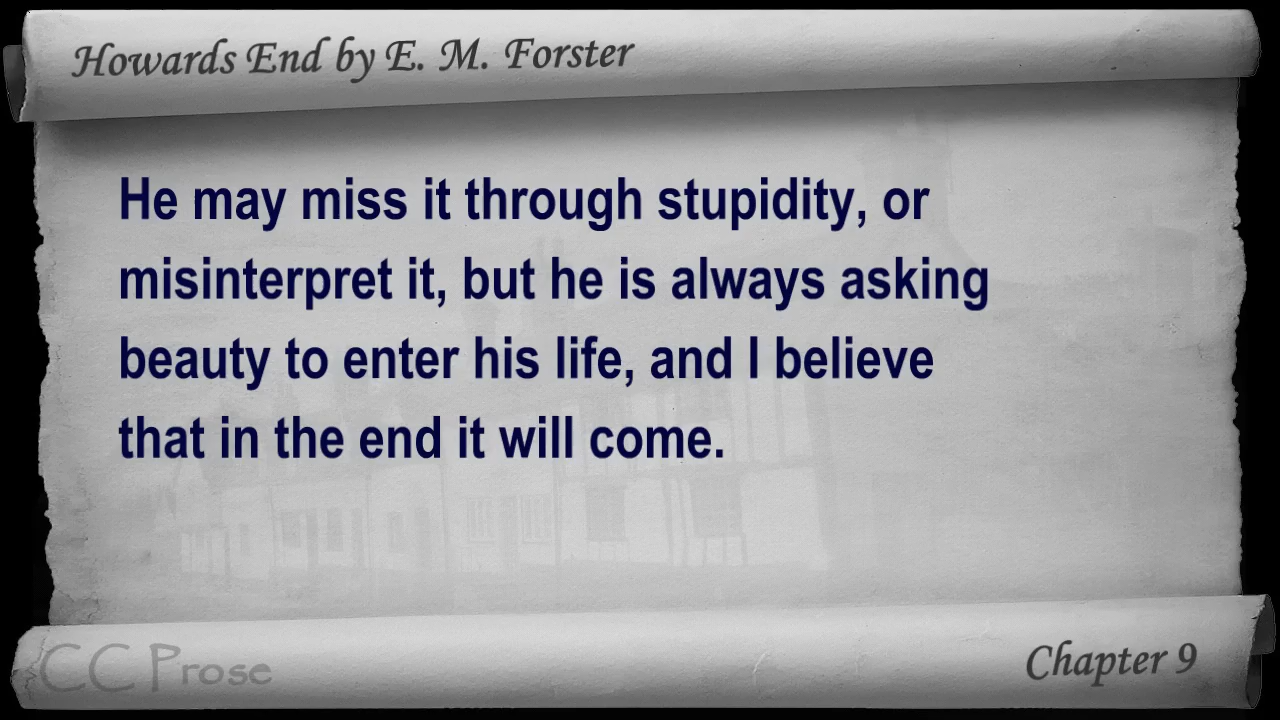 Howards End by E. M. Forster
He may miss it through stupidity, or
misinterpret it, but he is always asking
beauty to enter his life, and I believe
that in the end it will come.
CC Prose
Chapter 9